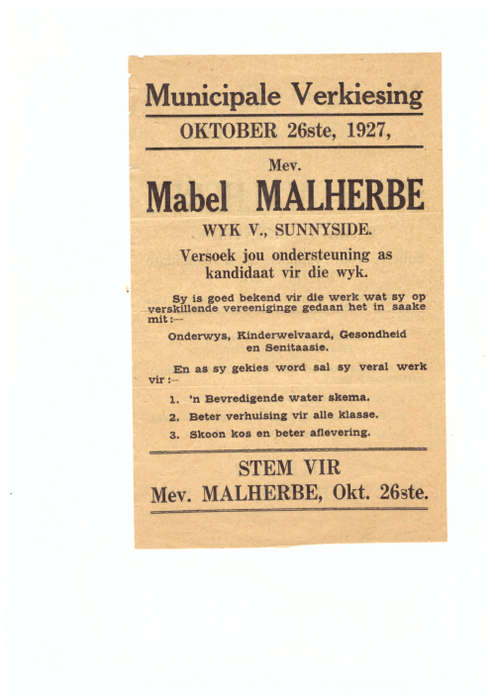 Municipale Verkiesing
OKTOBER 26ste, 1927,
Mev.
Mabel MALHERBE
WYK V., SUNNYSIDE.
Versoek jou ondersteuning as
kandidaat vir die wyk.
Sy is goed bekend vir die werk wat sy op
verskillende vereeniginge gedaan het in saake
mit:—
Onderwys, Kinderwelvaard, Gesondheid
en Senitaasie.
En as sy gekies word sal sy veral werk
vir:—
1. 'n Bevredigende water skema.
2. Beter verhuising vir alle klasse.
3. Skoon kos en beter aflevering.
STEM VIR
Mev. MALHERBE, Okt. 26ste.